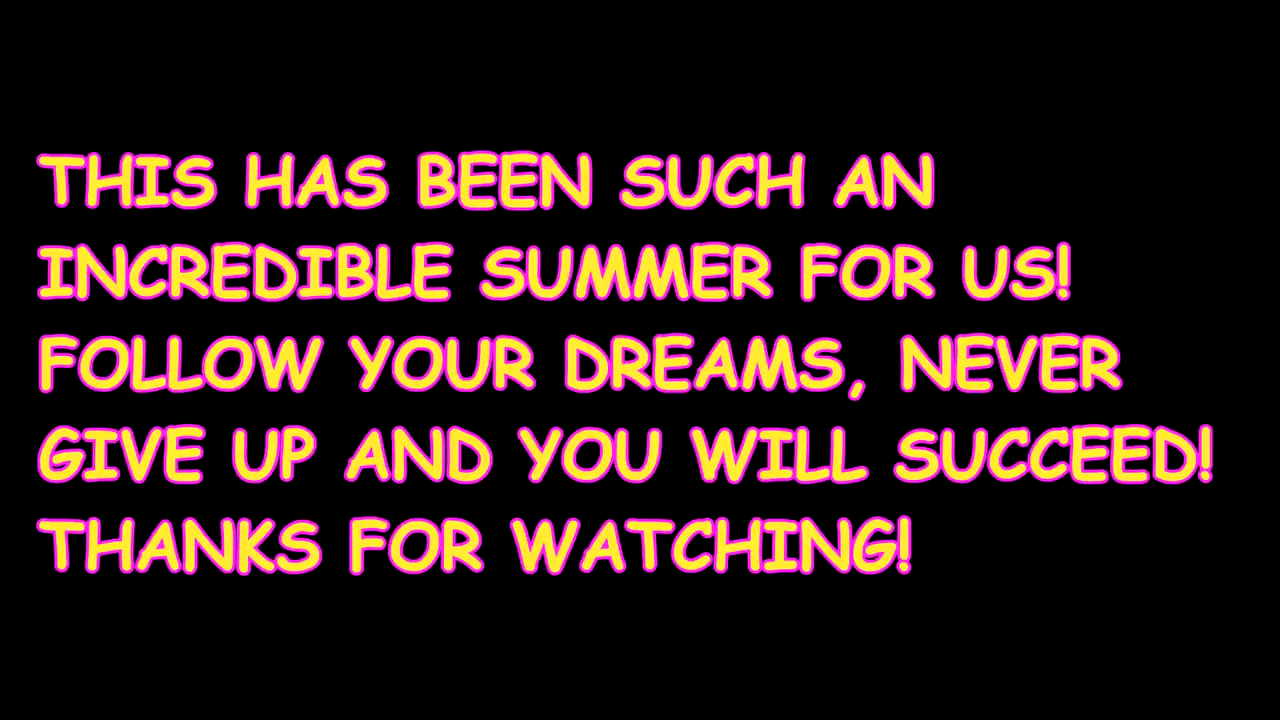 THIS HAS BEEN SUCH AN
INCREDIBLE SUMMER FOR US!
FOLLOW YOUR DREAMS, NEVER
GIVE UP AND YOU WILL SUCCEED!
THANKS FOR WATCHING!